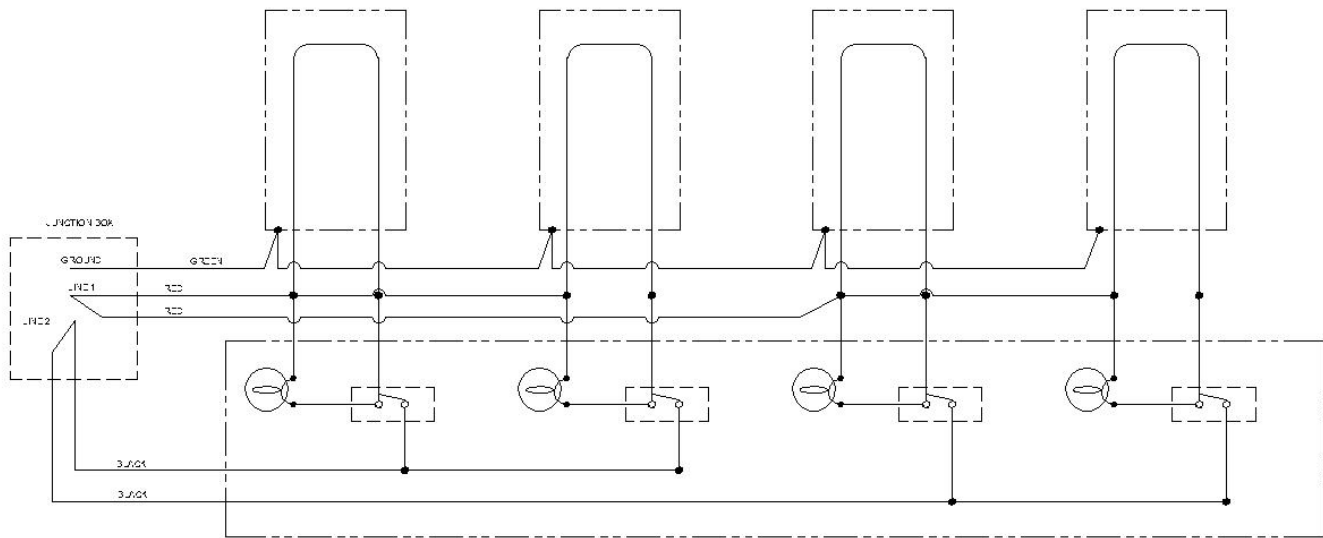 JUNCTION BOX
GROUND
GREEN
LINE 1
RED
RED
LINE 2
BLACK
BLACK